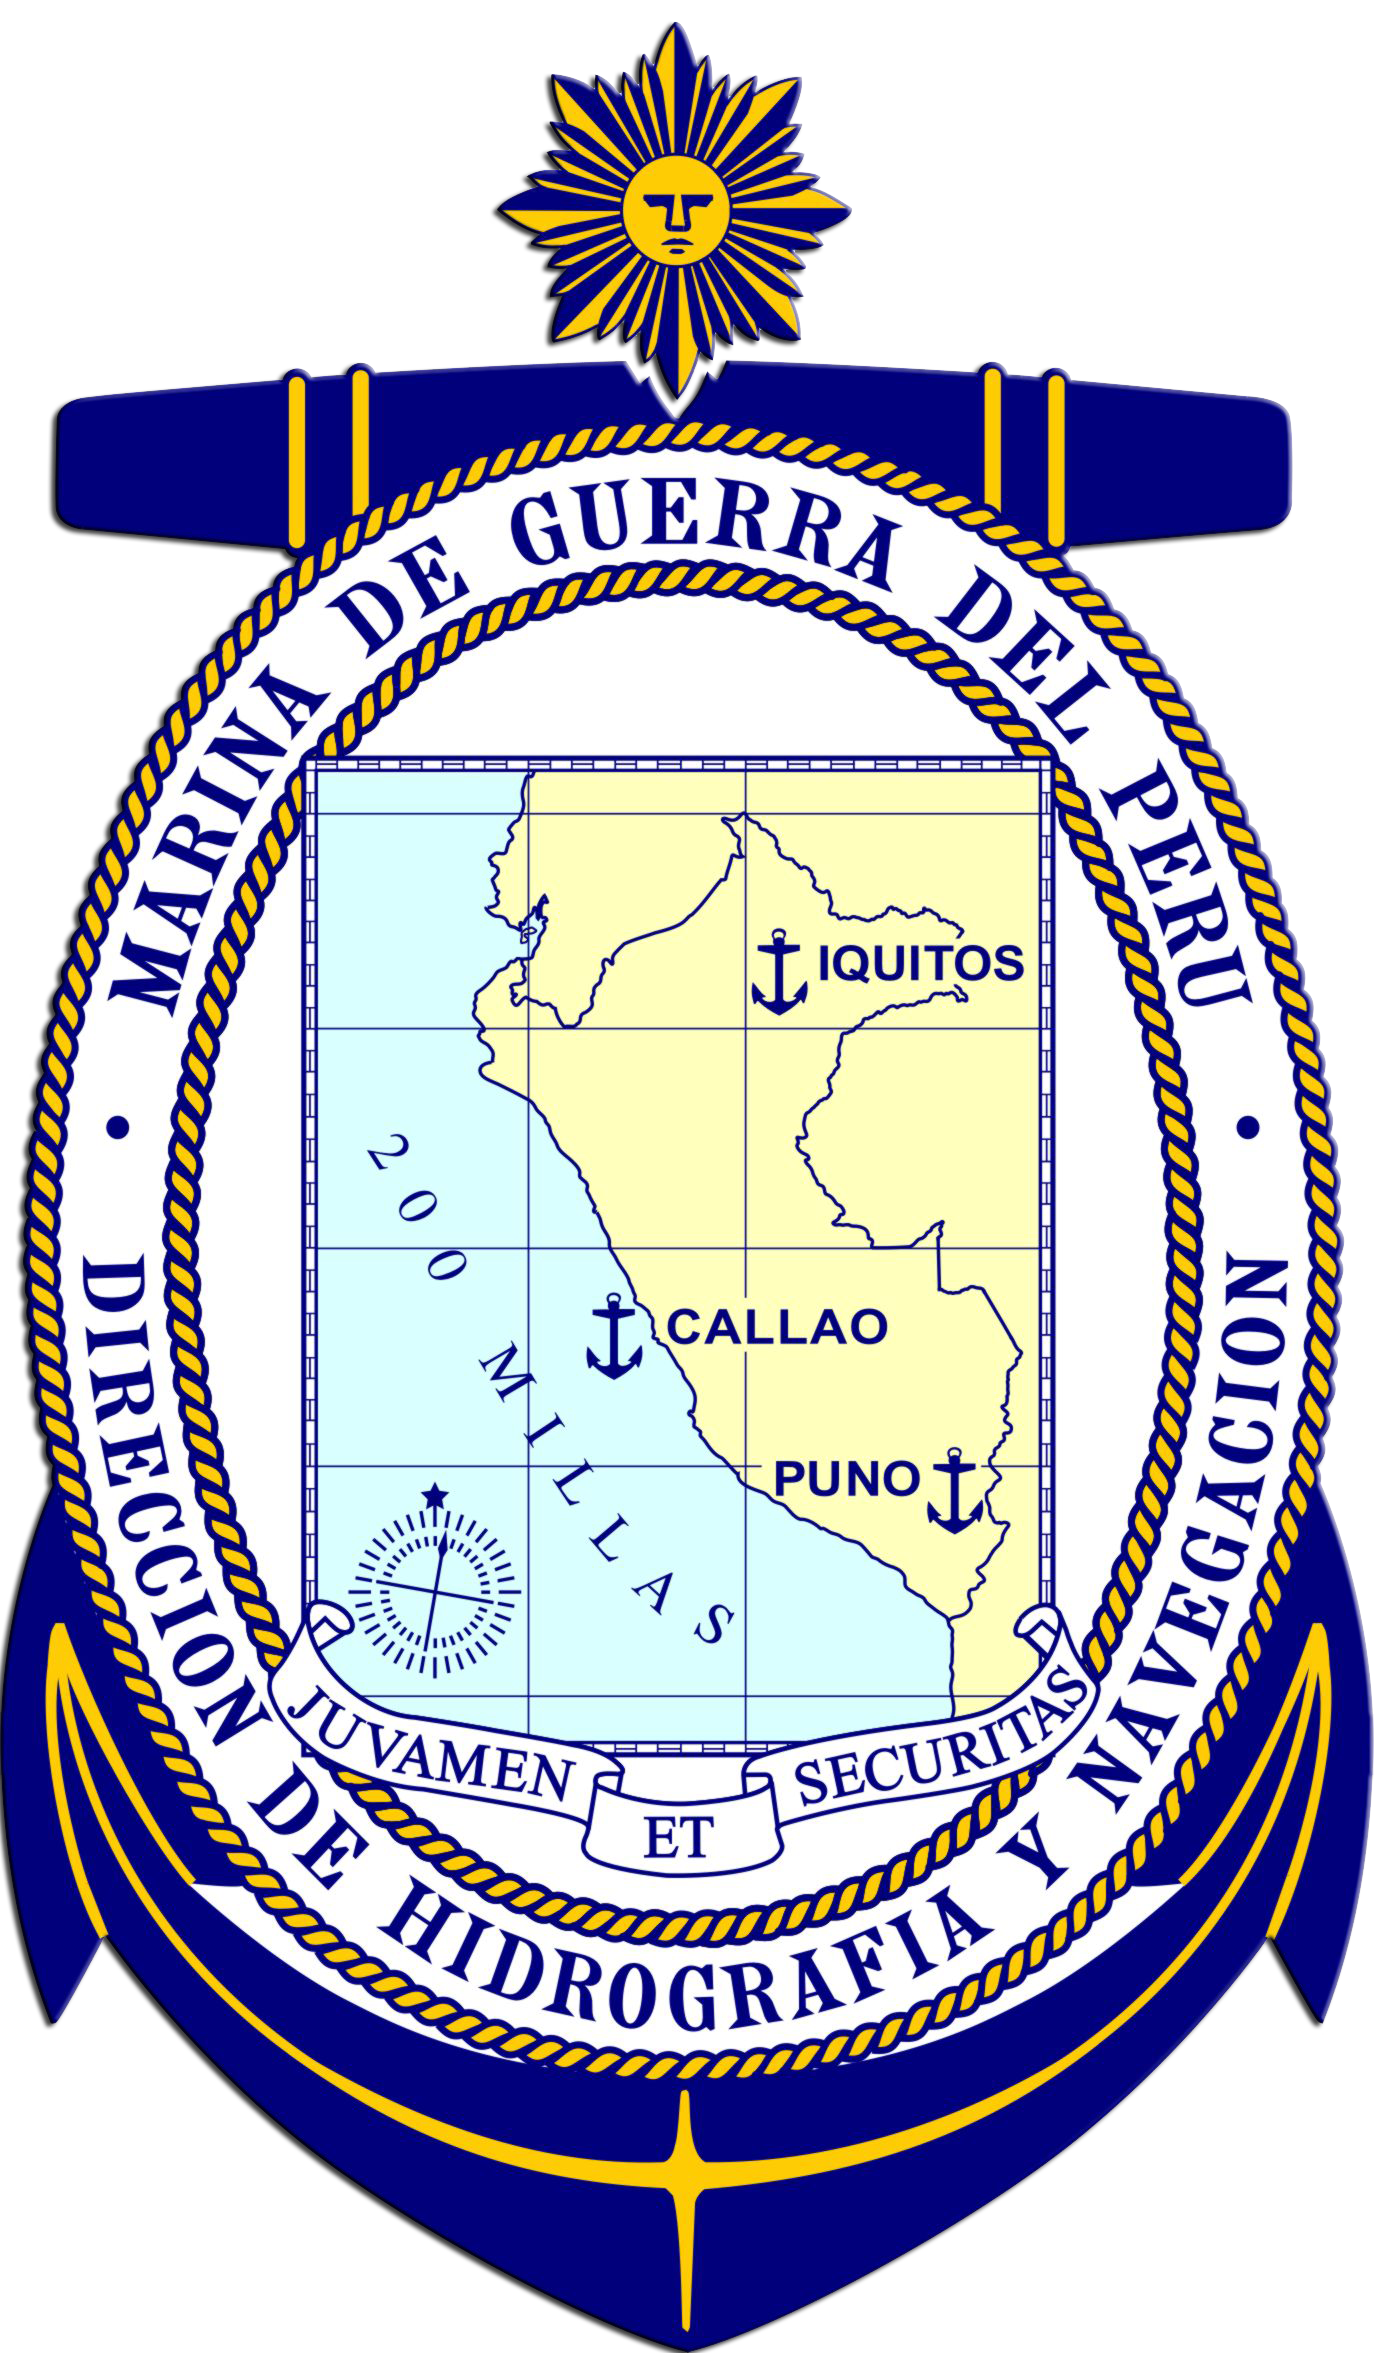 MARINA DE GUERRA DEL PERU
IQUITOS
200 MILLAS
CALLAO
PUNO
JUVAMEN
ET
SECURITAS
DIRECCION DE HIDROGRAFIA Y NAVEGACION